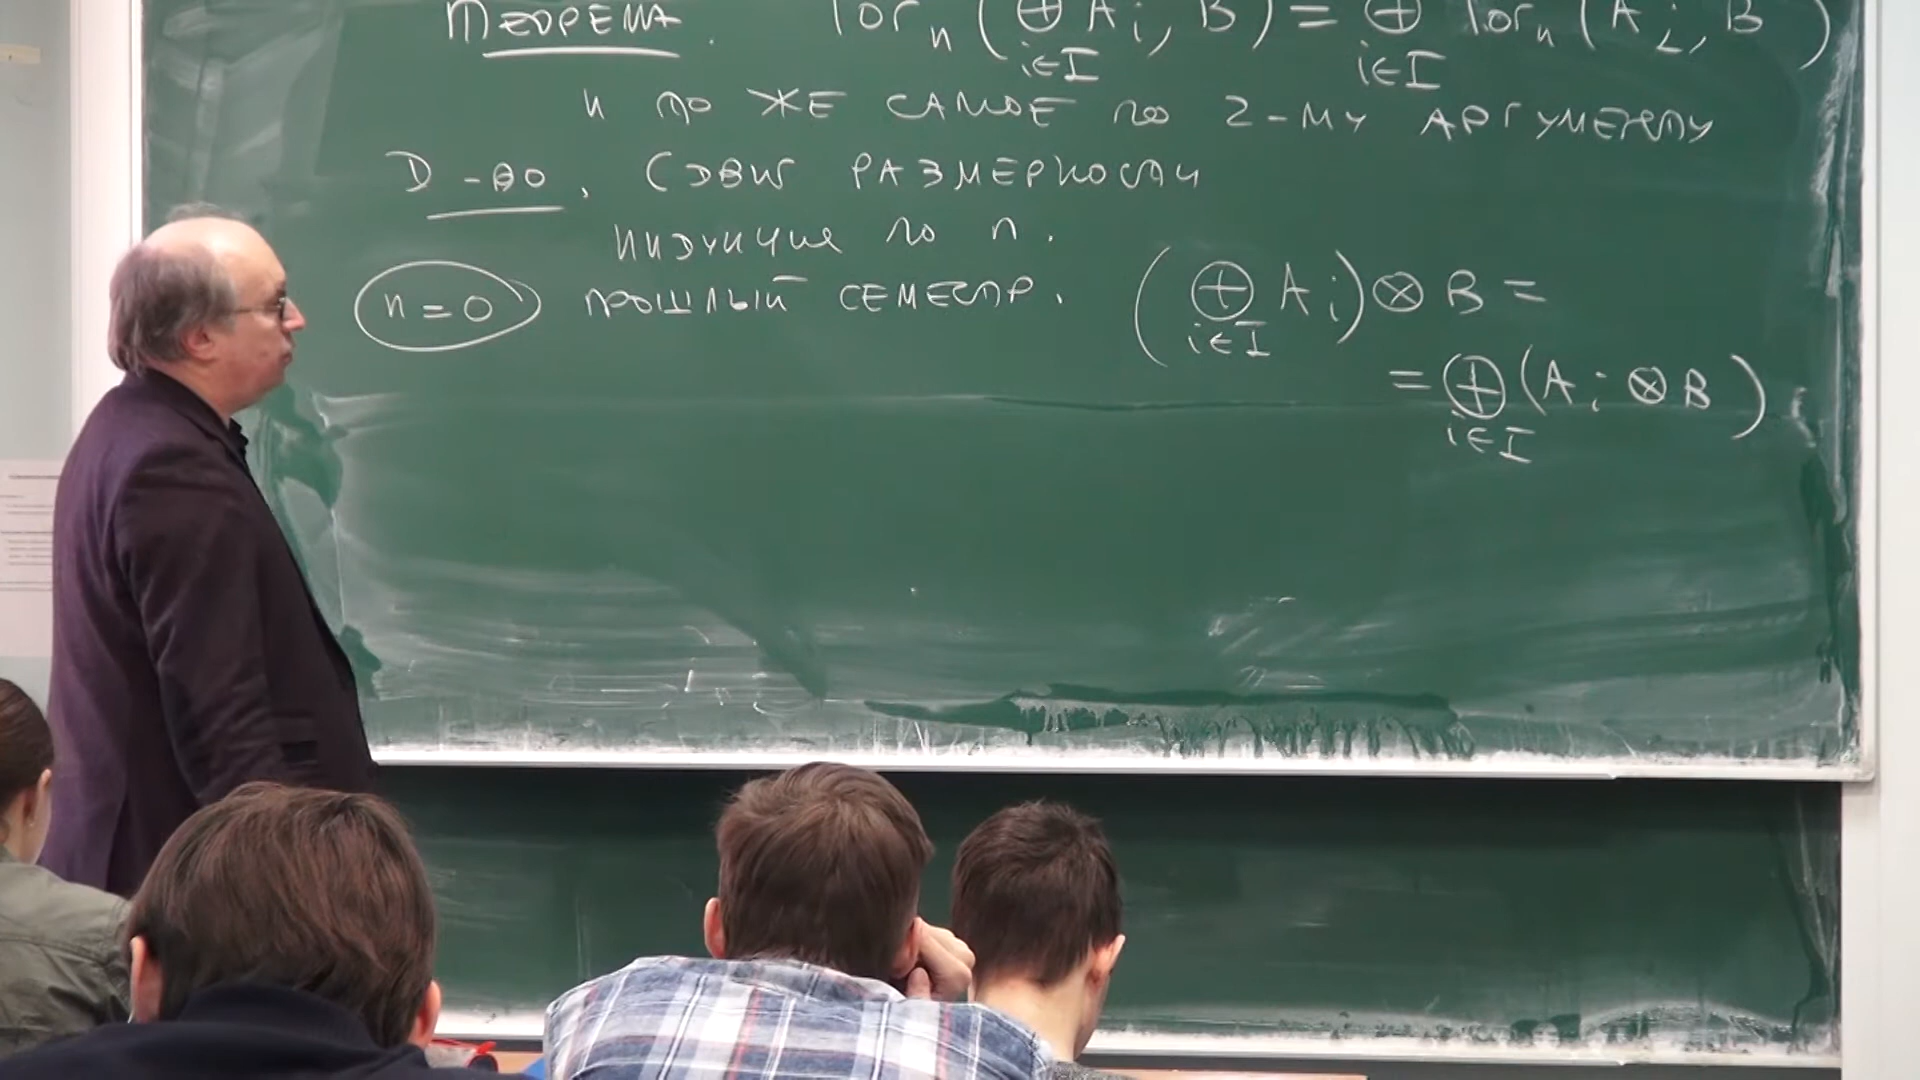 Теорема. Tor_n (⊕_{i∈I} A_i, B) = ⊕_{i∈I} Tor_n (A_i, B)
и то же самое по 2-му аргументу
Д-во. Сдвиг размерности
индукция по n.
n=0 прошлый семестр. (⊕_{i∈I} A_i) ⊗ B =
= ⊕_{i∈I} (A_i ⊗ B)